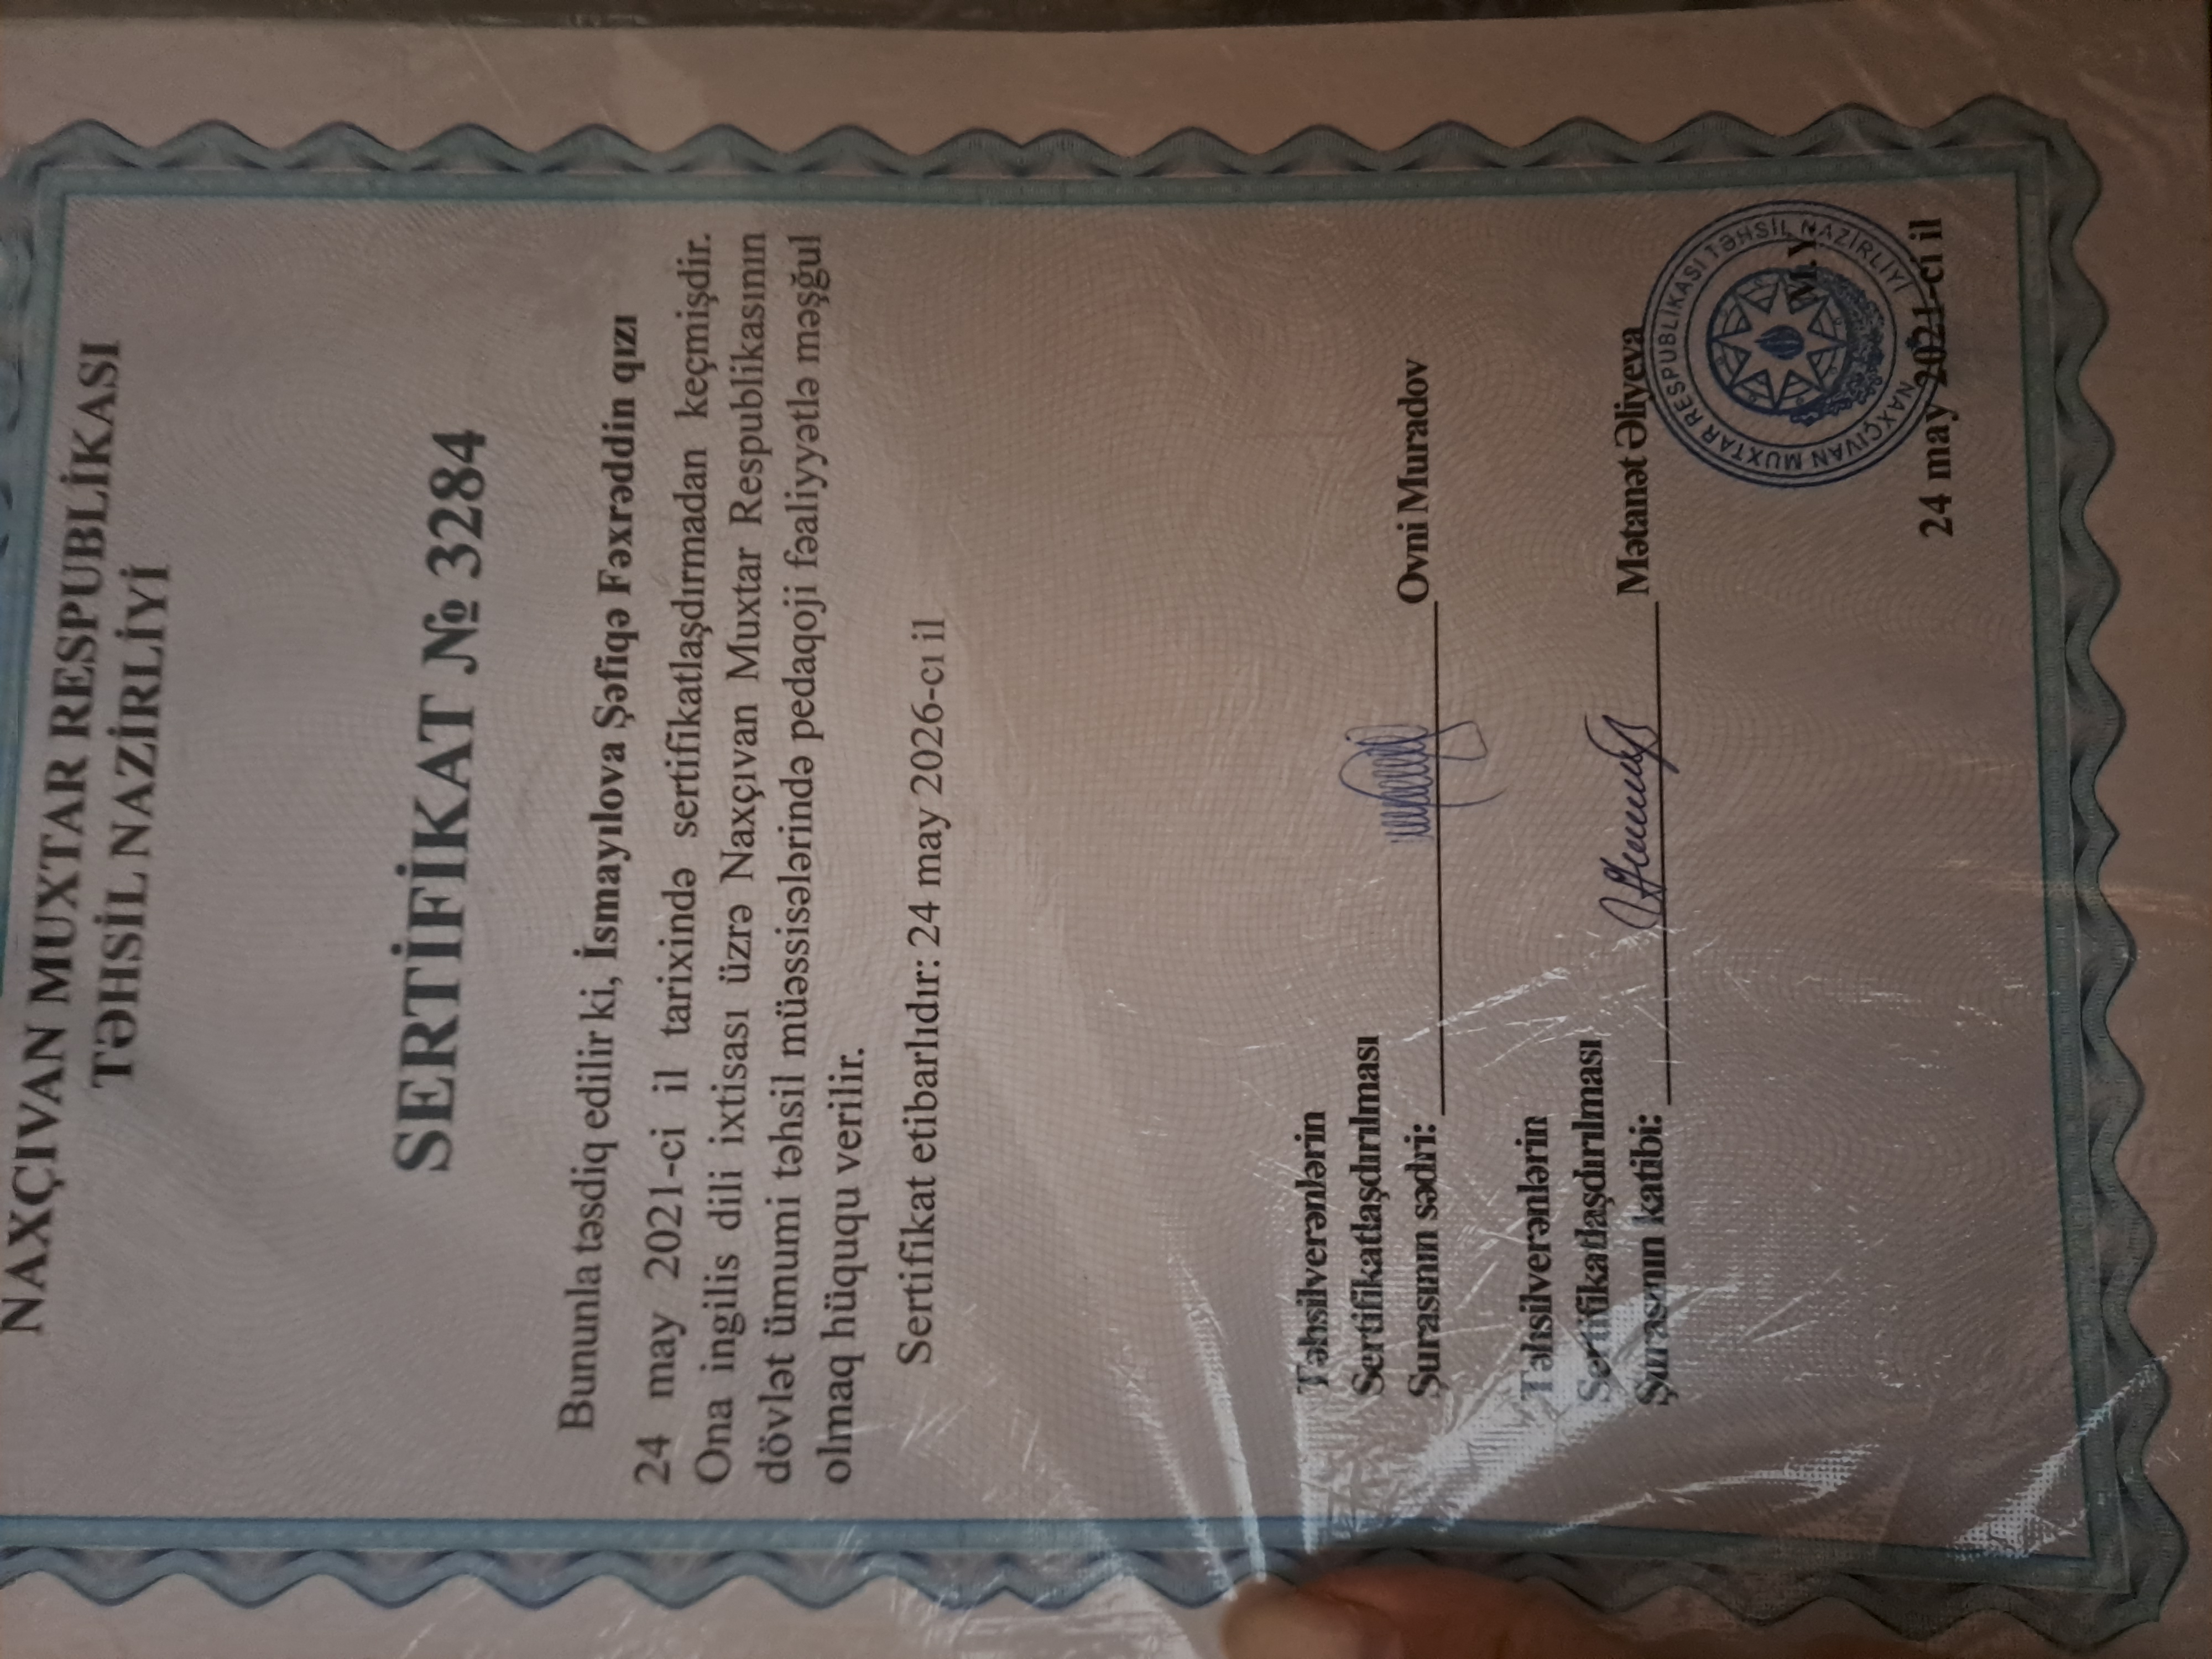 NAXÇIVAN MUXTAR RESPUBLİKASI
TƏHSİL NAZİRLİYİ
SERTİFİKAT № 3284
Bununla təsdiq edilir ki, İsmayılova Şəfiqə Fəxrəddin qızı
24 may 2021-ci il tarixində sertifikatlaşdırmadan keçmişdir.
Ona ingilis dili ixtisası üzrə Naxçıvan Muxtar Respublikasının
dövlət ümumi təhsil müəssisələrində pedaqoji fəaliyyətlə məşğul
olmaq hüququ verilir.
Sertifikat etibarlıdır: 24 may 2026-cı il
Təhsilverənlərin
Sertifikatlaşdırılması
Şurasının sədri: Ovni Muradov
Təhsilverənlərin
Sertifikatlaşdırılması
Şurasının katibi: Mətanət Əliyeva
M.Y
NAXÇIVAN MUXTAR RESPUBLİKASI TƏHSİL NAZİRLİYİ
24 may 2021-ci il